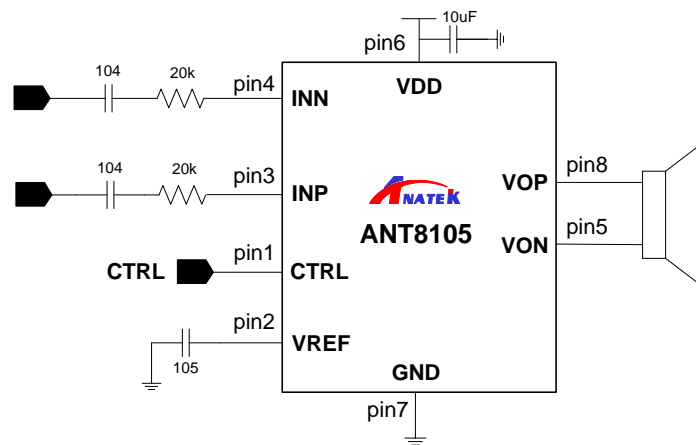 10uF
pin6
104
20k
pin4
INN
VDD
104
20k
pin3
INP
ANATEK
VOP
pin8
ANT8105
VON
pin5
CTRL
pin1
CTRL
pin2
VREF
105
GND
pin7